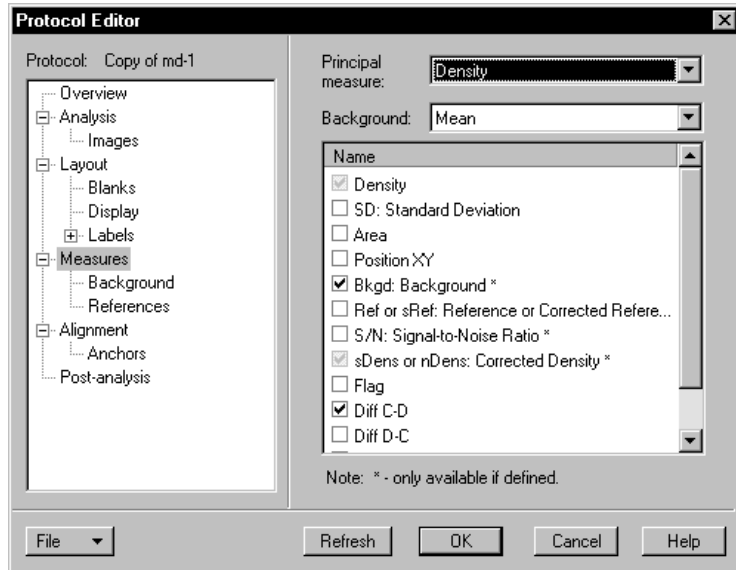 Protocol Editor
Protocol: Copy of md-1
Overview
Analysis
Images
Layout
Blanks
Display
Labels
Measures
Background
References
Alignment
Anchors
Post-analysis
Principal
measure:
Density
Background:
Mean
Name
Density
SD: Standard Deviation
Area
Position XY
Bkgd: Background *
Ref or sRef: Reference or Corrected Refere...
S/N: Signal-to-Noise Ratio *
sDens or nDens: Corrected Density *
Flag
Diff C-D
Diff D-C
Note: * - only available if defined.
File
Refresh
OK
Cancel
Help